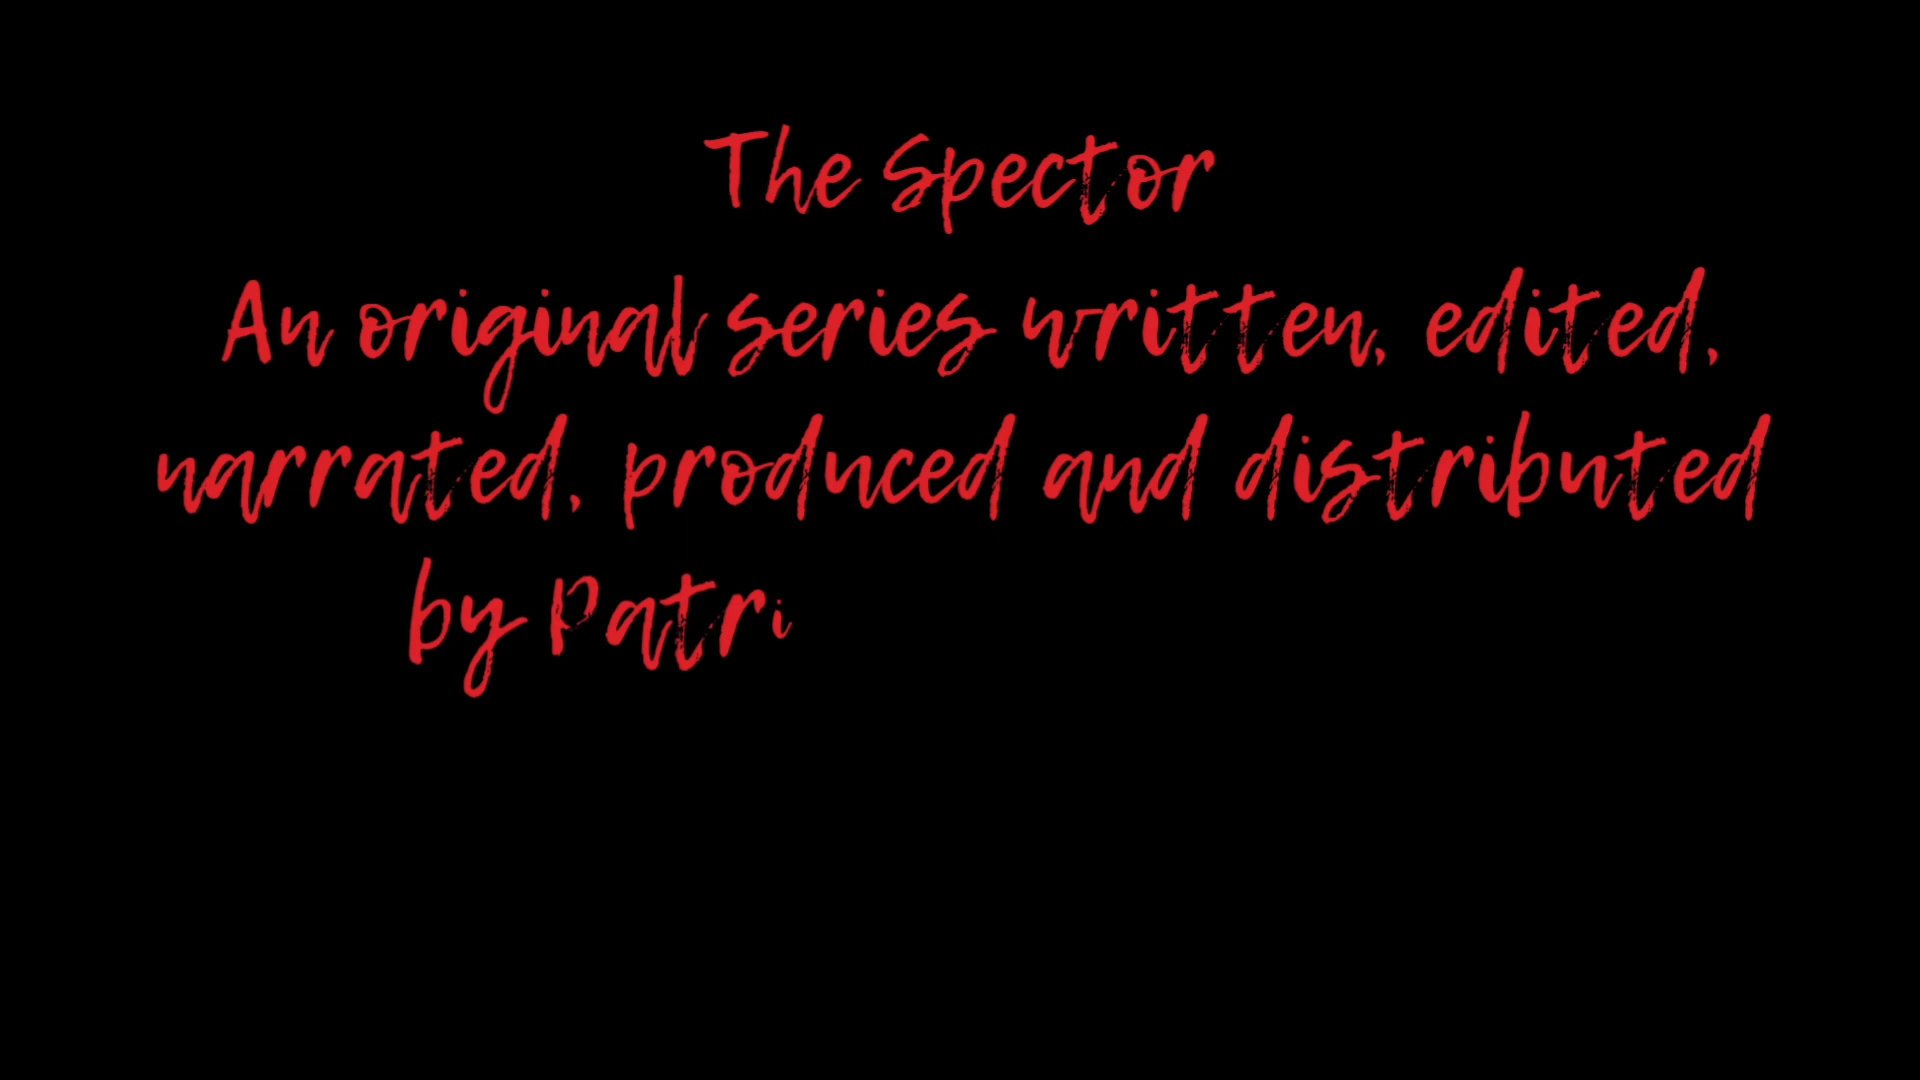 The Spector
An original series written, edited,
narrated, produced and distributed
by Patri